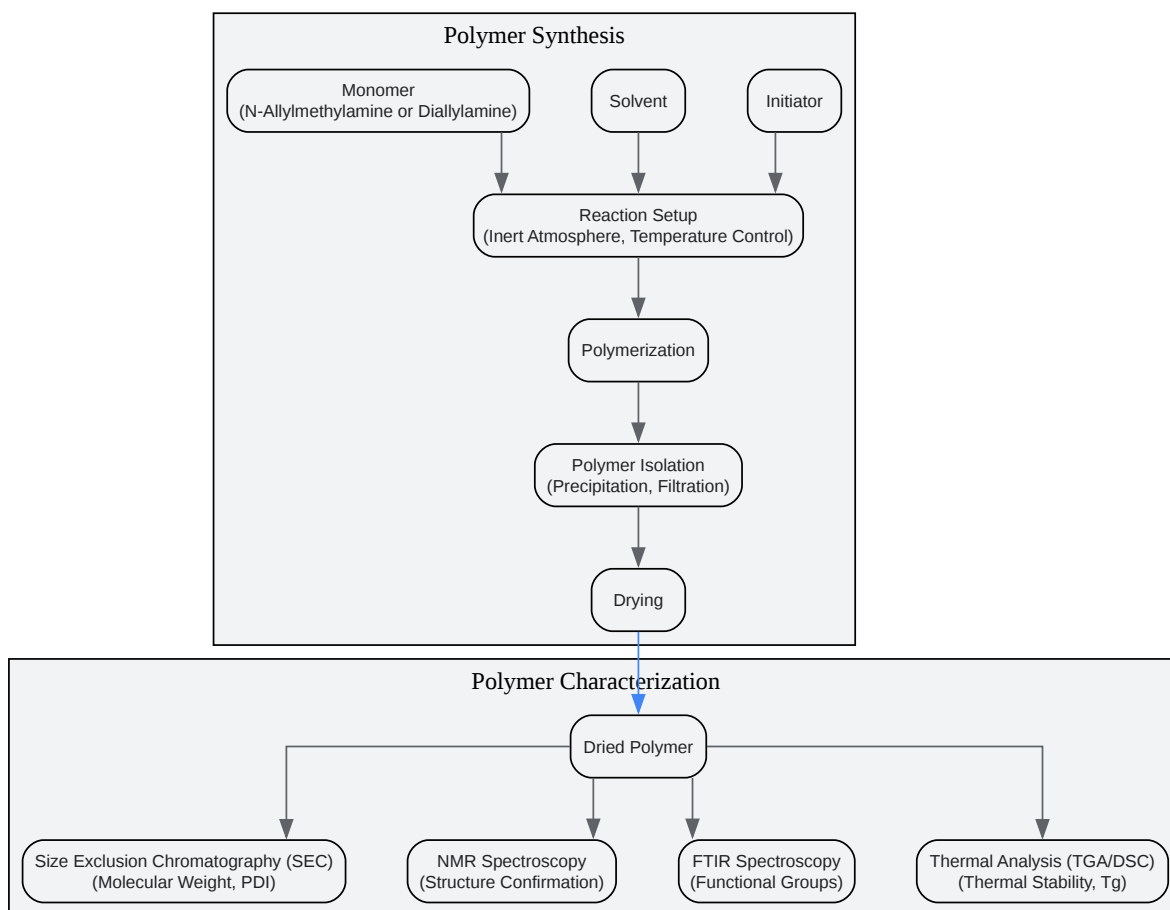 Polymer Synthesis
Monomer
(N-Allylmethylamine or Diallylamine)
Solvent
Initiator
Reaction Setup
(Inert Atmosphere, Temperature Control)
Polymerization
Polymer Isolation
(Precipitation, Filtration)
Drying
Polymer Characterization
Dried Polymer
Size Exclusion Chromatography (SEC)
(Molecular Weight, PDI)
NMR Spectroscopy
(Structure Confirmation)
FTIR Spectroscopy
(Functional Groups)
Thermal Analysis (TGA/DSC)
(Thermal Stability, Tg)